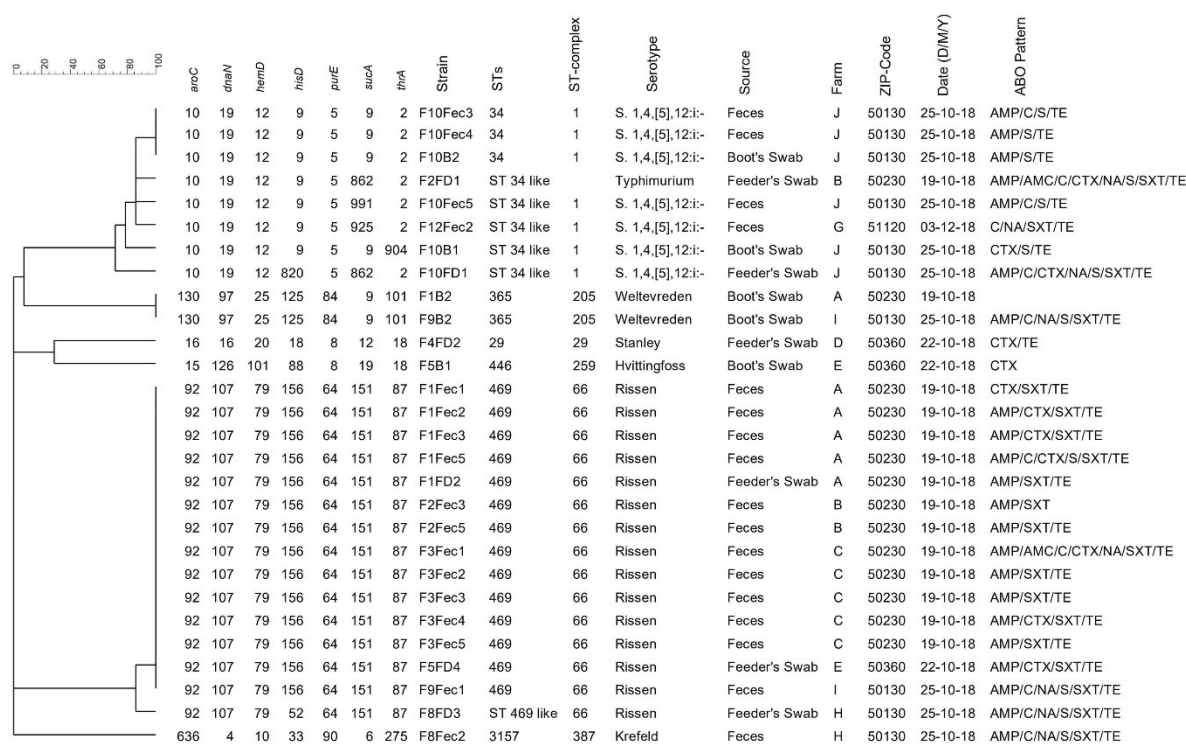 0 20 40 60 80 100 aroC dnaN hemD hisD purE sucA thrA Strain STs ST-complex Serotype Source Farm ZIP-Code Date (D/M/Y) ABO Pattern
10 19 12 9 5 9 2 F10Fec3 34 1 S. 1,4,[5],12:i:- Feces J 50130 25-10-18 AMP/C/S/TE
10 19 12 9 5 9 2 F10Fec4 34 1 S. 1,4,[5],12:i:- Feces J 50130 25-10-18 AMP/S/TE
10 19 12 9 5 9 2 F10B2 34 1 S. 1,4,[5],12:i:- Boot's Swab J 50130 25-10-18 AMP/S/TE
10 19 12 9 5 862 2 F2FD1 ST 34 like Typhimurium Feeder's Swab B 50230 19-10-18 AMP/AMC/C/CTX/NA/S/SXT/TE
10 19 12 9 5 991 2 F10Fec5 ST 34 like 1 S. 1,4,[5],12:i:- Feces J 50130 25-10-18 AMP/C/S/TE
10 19 12 9 5 925 2 F12Fec2 ST 34 like 1 S. 1,4,[5],12:i:- Feces G 51120 03-12-18 C/NA/SXT/TE
10 19 12 9 5 9 904 F10B1 ST 34 like 1 S. 1,4,[5],12:i:- Boot's Swab J 50130 25-10-18 CTX/S/TE
10 19 12 820 5 862 2 F10FD1 ST 34 like 1 S. 1,4,[5],12:i:- Feeder's Swab J 50130 25-10-18 AMP/C/CTX/NA/S/SXT/TE
130 97 25 125 84 9 101 F1B2 365 205 Weltevreden Boot's Swab A 50230 19-10-18
130 97 25 125 84 9 101 F9B2 365 205 Weltevreden Boot's Swab I 50130 25-10-18 AMP/C/NA/S/SXT/TE
16 16 20 18 8 12 18 F4FD2 29 29 Stanley Feeder's Swab D 50360 22-10-18 CTX/TE
15 126 101 88 8 19 18 F5B1 446 259 Hvittingfoss Boot's Swab E 50360 22-10-18 CTX
92 107 79 156 64 151 87 F1Fec1 469 66 Rissen Feces A 50230 19-10-18 CTX/SXT/TE
92 107 79 156 64 151 87 F1Fec2 469 66 Rissen Feces A 50230 19-10-18 AMP/CTX/SXT/TE
92 107 79 156 64 151 87 F1Fec3 469 66 Rissen Feces A 50230 19-10-18 AMP/CTX/SXT/TE
92 107 79 156 64 151 87 F1Fec5 469 66 Rissen Feces A 50230 19-10-18 AMP/C/CTX/S/SXT/TE
92 107 79 156 64 151 87 F1FD2 469 66 Rissen Feeder's Swab A 50230 19-10-18 AMP/SXT/TE
92 107 79 156 64 151 87 F2Fec3 469 66 Rissen Feces B 50230 19-10-18 AMP/SXT
92 107 79 156 64 151 87 F2Fec5 469 66 Rissen Feces B 50230 19-10-18 AMP/SXT/TE
92 107 79 156 64 151 87 F3Fec1 469 66 Rissen Feces C 50230 19-10-18 AMP/AMC/C/CTX/NA/SXT/TE
92 107 79 156 64 151 87 F3Fec2 469 66 Rissen Feces C 50230 19-10-18 AMP/SXT/TE
92 107 79 156 64 151 87 F3Fec3 469 66 Rissen Feces C 50230 19-10-18 AMP/SXT/TE
92 107 79 156 64 151 87 F3Fec4 469 66 Rissen Feces C 50230 19-10-18 AMP/CTX/SXT/TE
92 107 79 156 64 151 87 F3Fec5 469 66 Rissen Feces C 50230 19-10-18 AMP/SXT/TE
92 107 79 156 64 151 87 F5FD4 469 66 Rissen Feeder's Swab E 50360 22-10-18 AMP/CTX/SXT/TE
92 107 79 156 64 151 87 F9Fec1 469 66 Rissen Feces I 50130 25-10-18 AMP/C/NA/S/SXT/TE
92 107 79 52 64 151 87 F8FD3 ST 469 like 66 Rissen Feeder's Swab H 50130 25-10-18 AMP/C/NA/S/SXT/TE
636 4 10 33 90 6 275 F8Fec2 3157 387 Krefeld Feces H 50130 25-10-18 AMP/C/NA/S/SXT/TE